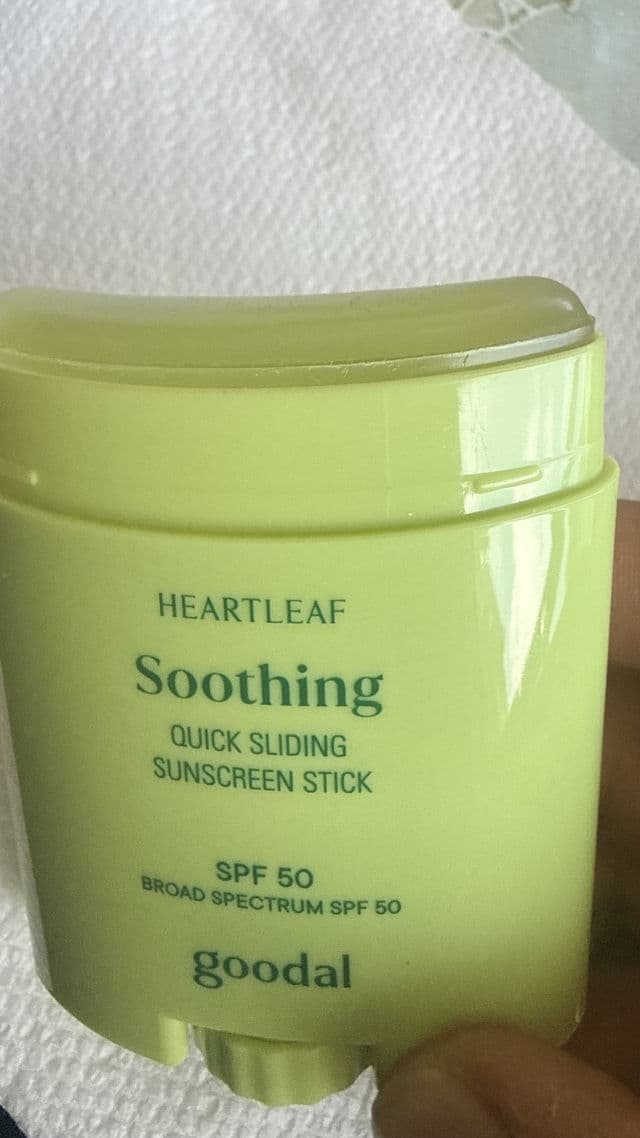 HEARTLEAF
Soothing
QUICK SLIDING
SUNSCREEN STICK
SPF 50
BROAD SPECTRUM SPF 50
goodal